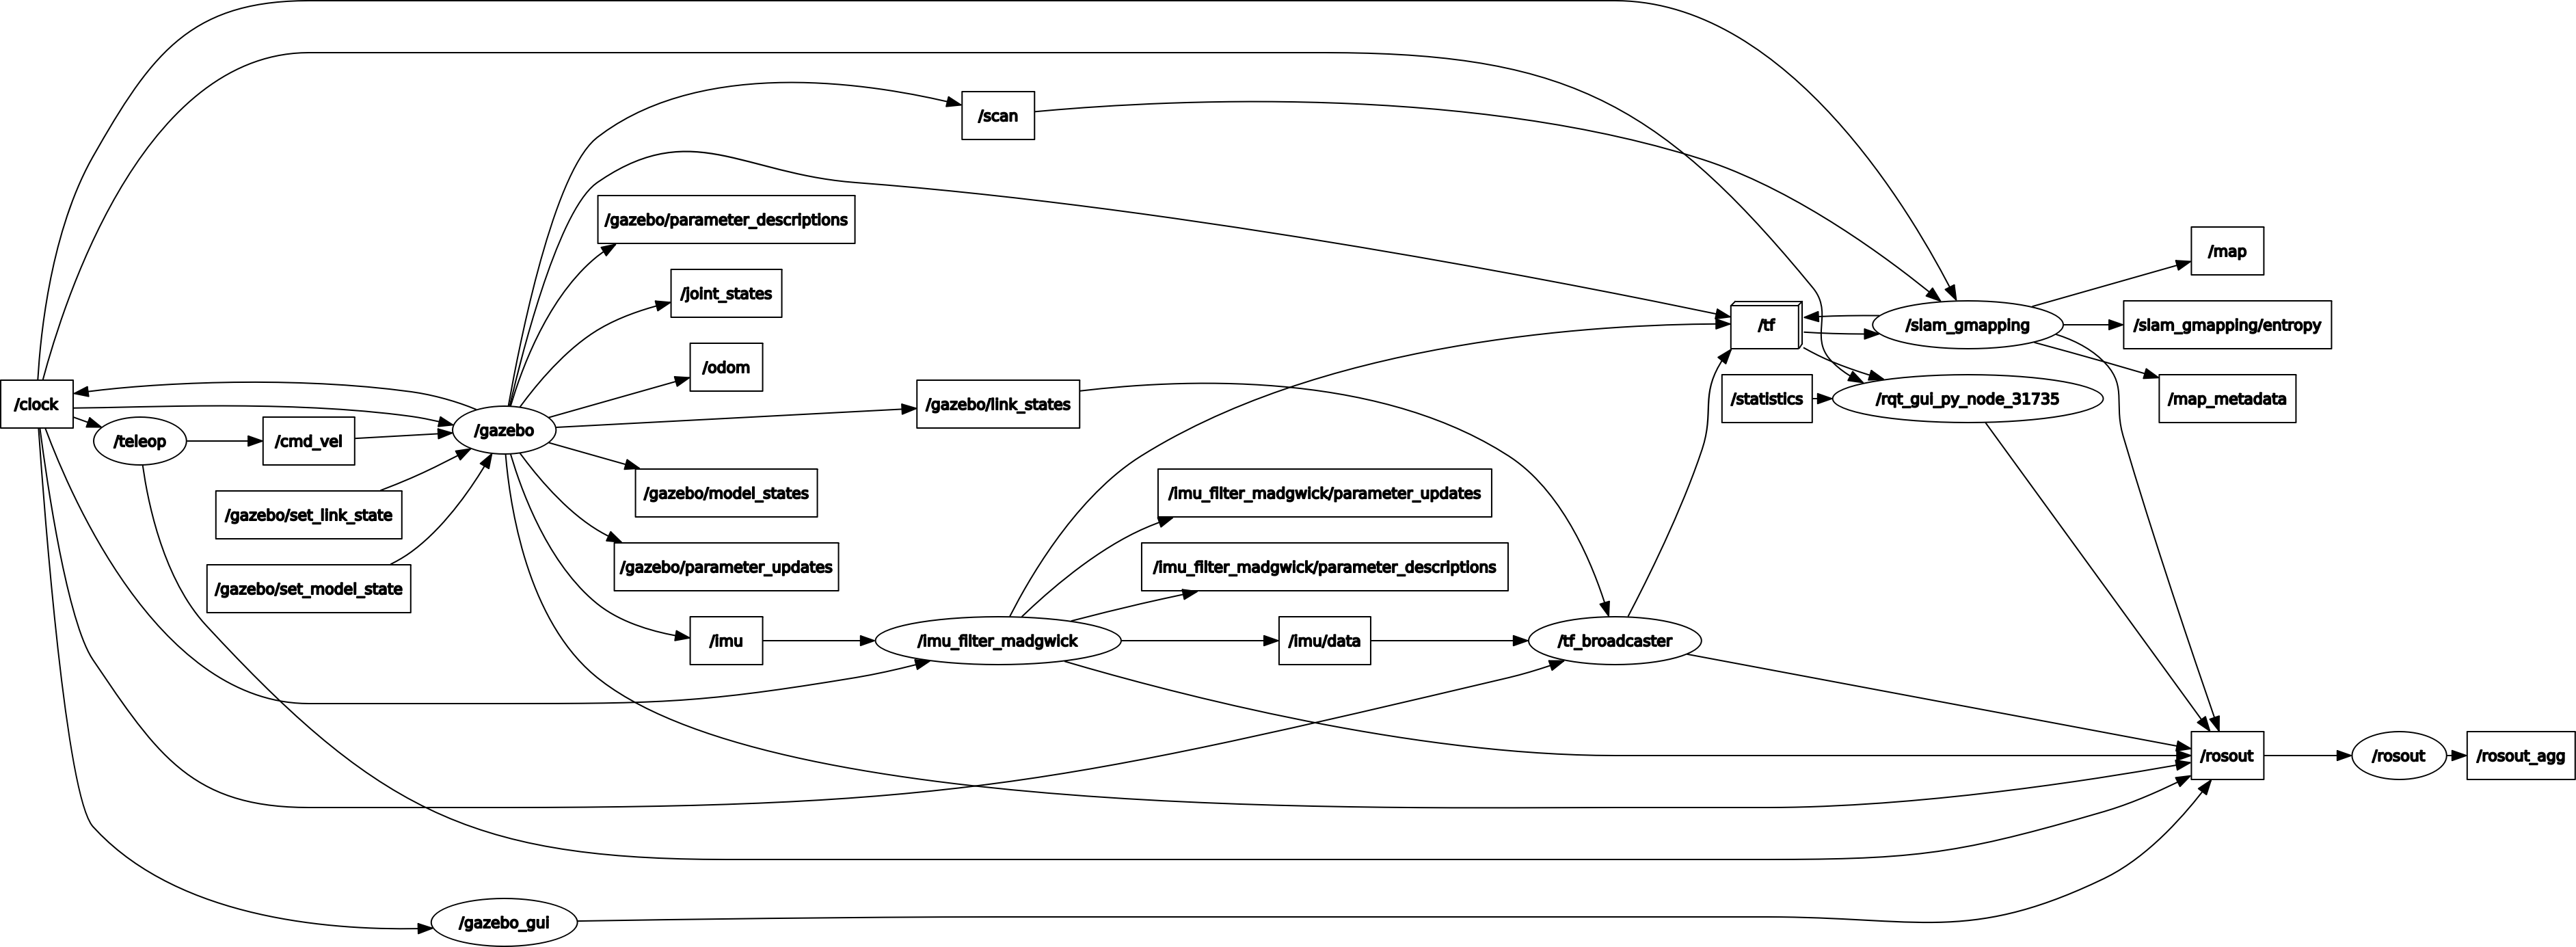 /scan
/gazebo/parameter_descriptions
/map
/joint_states
/tf
/slam_gmapping
/slam_gmapping/entropy
/odom
/clock
/gazebo/link_states
/statistics
/rqt_gui_py_node_31735
/map_metadata
/teleop
/cmd_vel
/gazebo
/gazebo/model_states
/imu_filter_madgwick/parameter_updates
/gazebo/set_link_state
/gazebo/parameter_updates
/imu_filter_madgwick/parameter_descriptions
/gazebo/set_model_state
/imu
/imu_filter_madgwick
/imu/data
/tf_broadcaster
/rosout
/rosout
/rosout_agg
/gazebo_gui